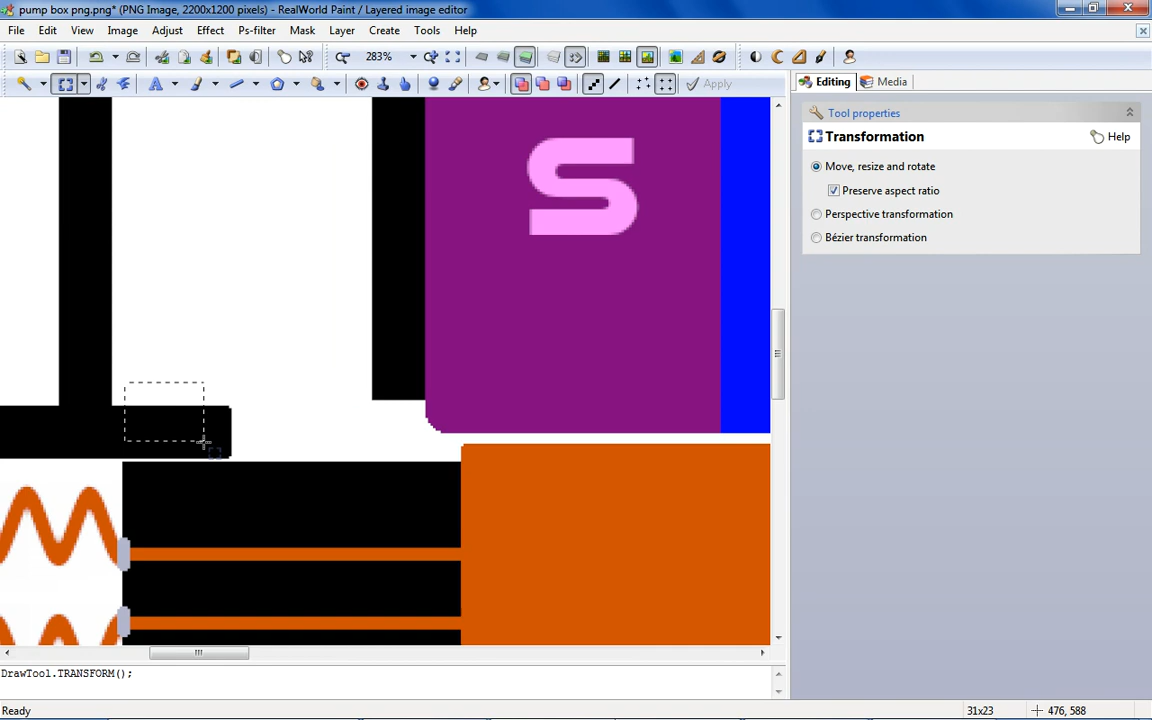 pump box png.png* (PNG Image, 2200x1200 pixels) - RealWorld Paint / Layered image editor
File Edit View Image Adjust Effect Ps-filter Mask Layer Create Tools Help
283%
Apply
Editing Media
Tool properties
Transformation Help
Move, resize and rotate
Preserve aspect ratio
Perspective transformation
Bézier transformation
S
DrawTool.TRANSFORM();
Ready 31x23 476, 588